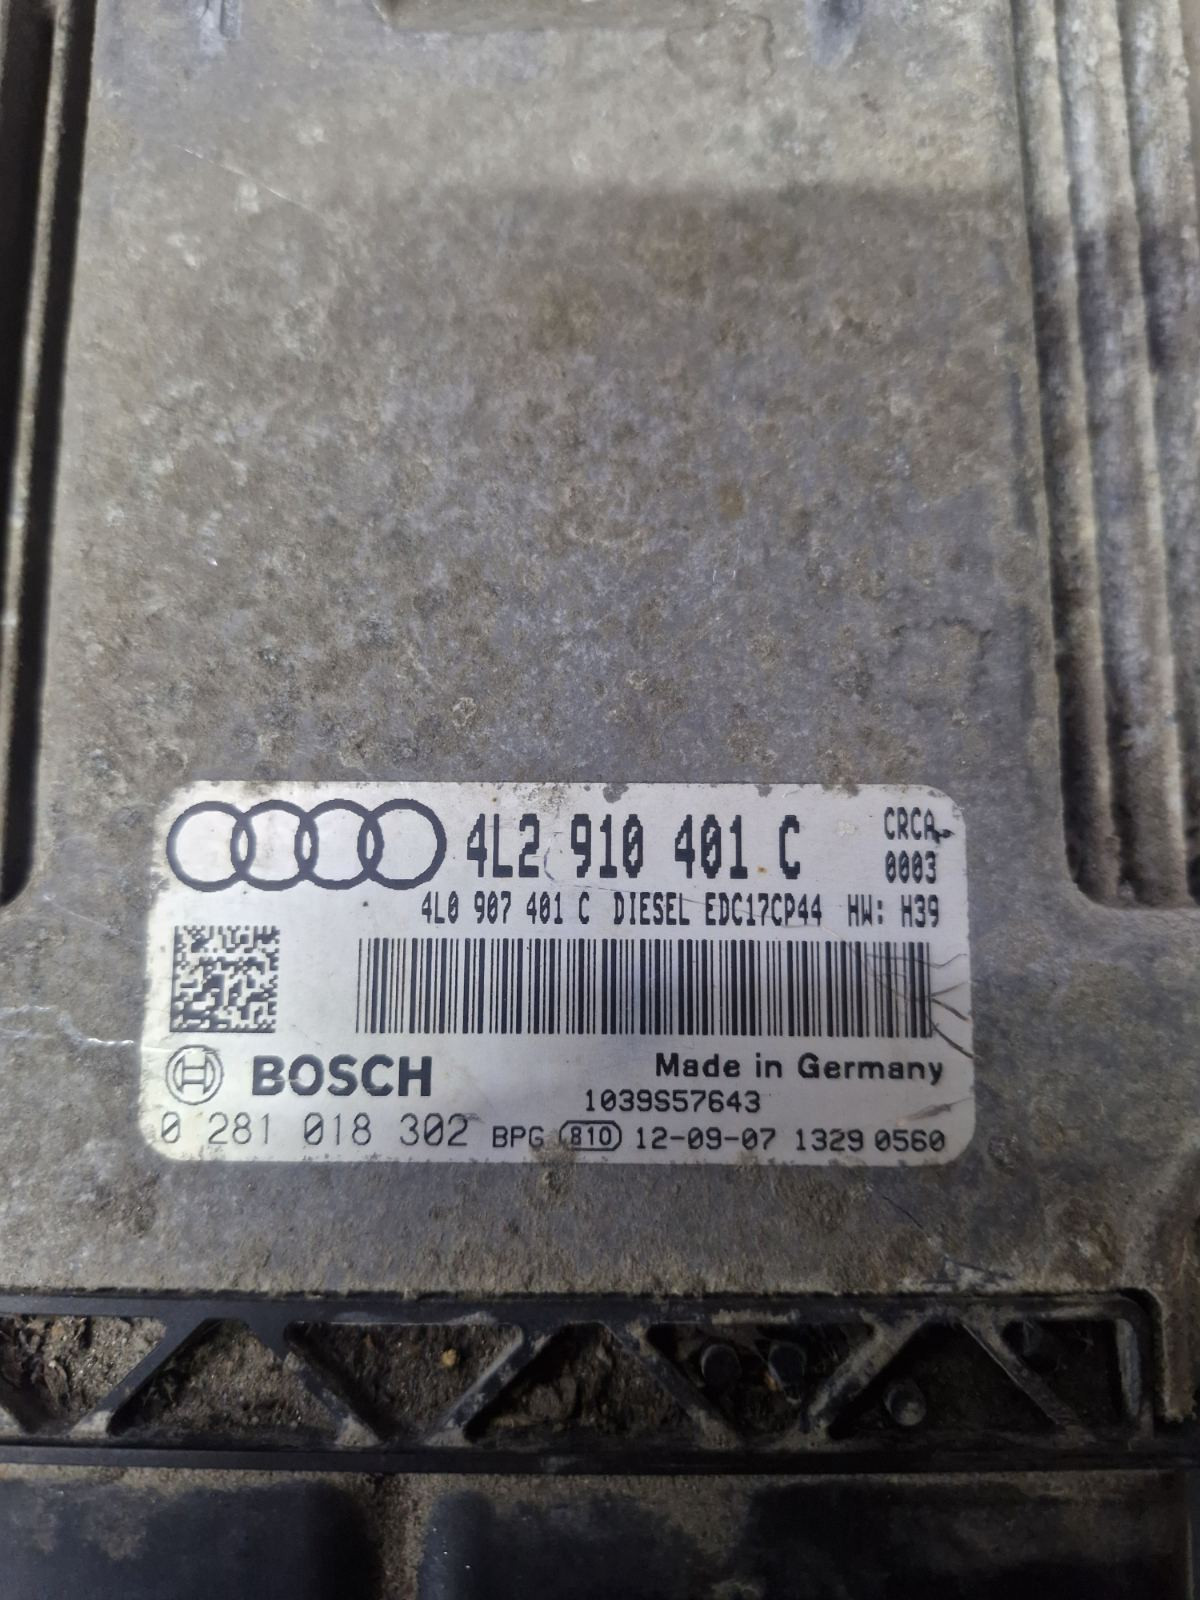 4L2 910 401 C
CRCA
0003
4L0 907 401 C DIESEL EDC17CP44 HW: H39
BOSCH
Made in Germany
1039S57643
0 281 018 302 BPG 810 12-09-07 1329 0560